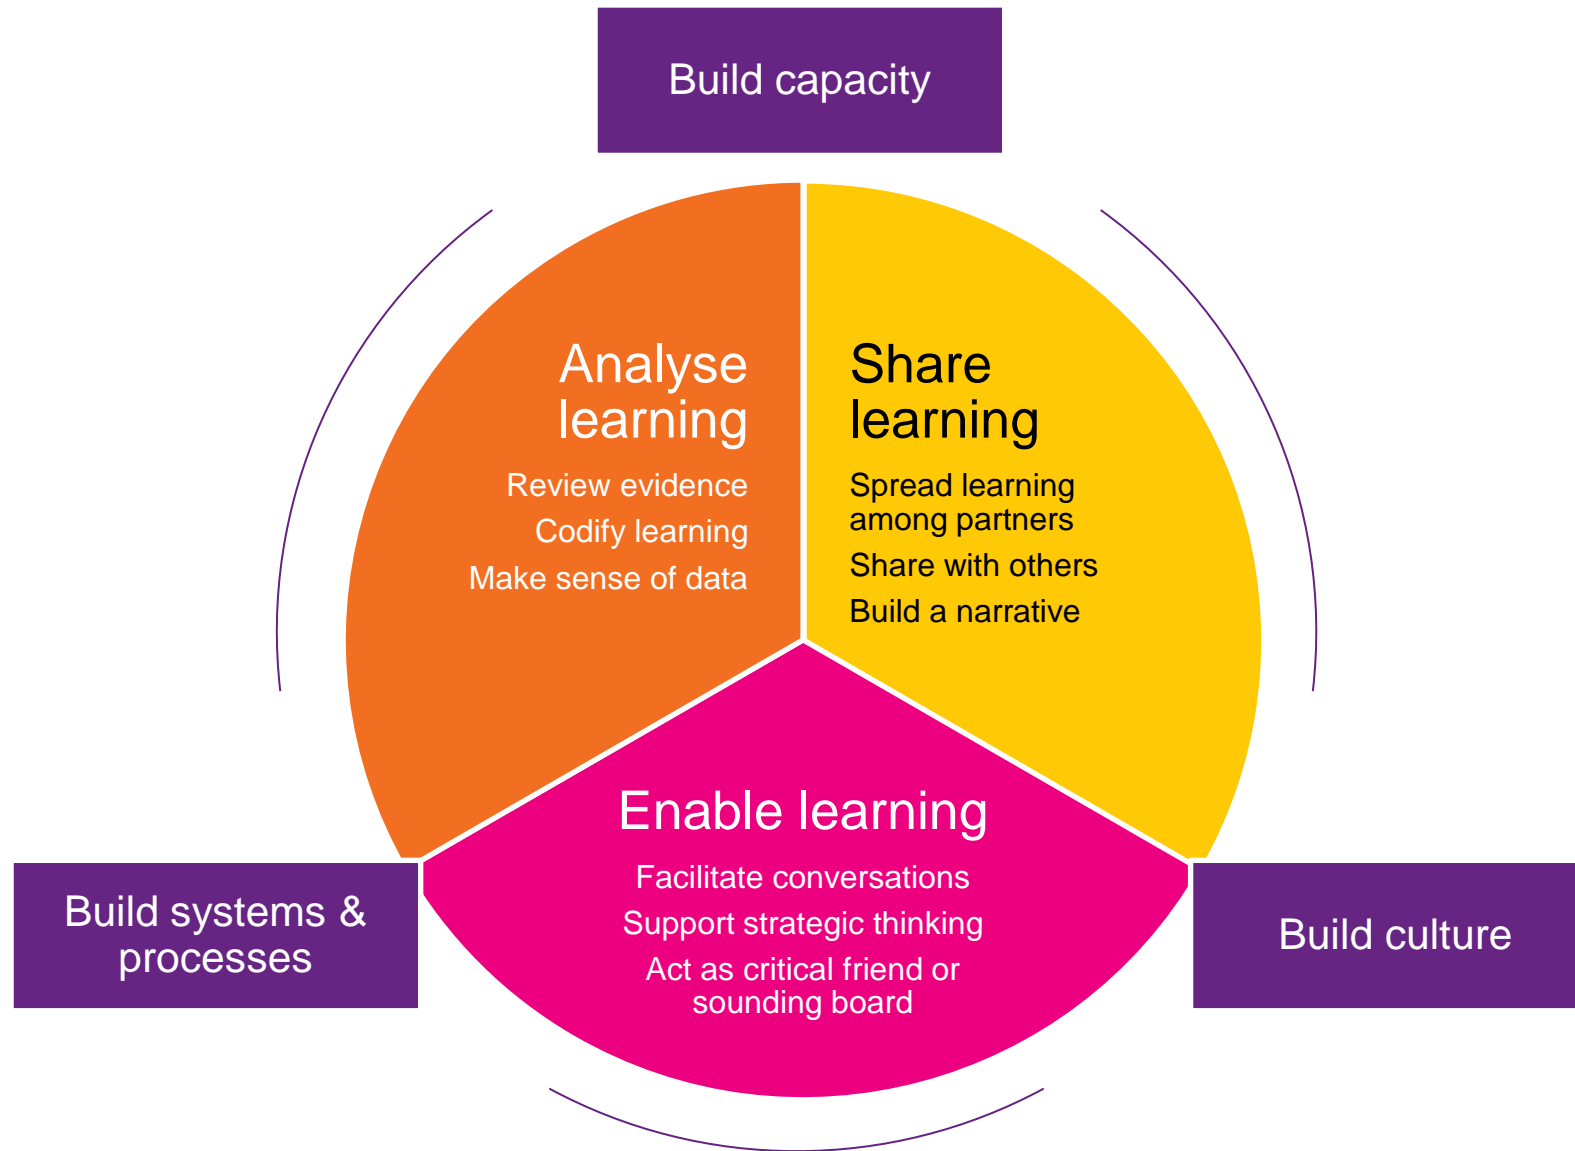 Build capacity
Analyse
learning
Review evidence
Codify learning
Make sense of data
Share
learning
Spread learning
among partners
Share with others
Build a narrative
Enable learning
Facilitate conversations
Support strategic thinking
Act as critical friend or
sounding board
Build systems &
processes
Build culture